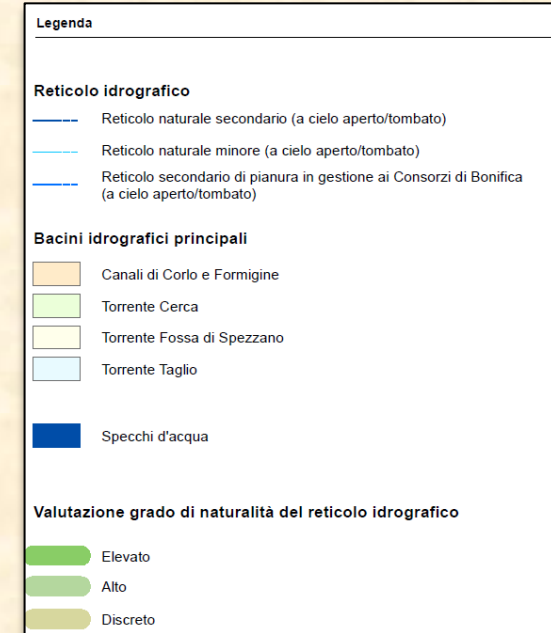 Legenda
Reticolo idrografico
Reticolo naturale secondario (a cielo aperto/tombato)
Reticolo naturale minore (a cielo aperto/tombato)
Reticolo secondario di pianura in gestione ai Consorzi di Bonifica
(a cielo aperto/tombato)
Bacini idrografici principali
Canali di Corlo e Formigine
Torrente Cerca
Torrente Fossa di Spezzano
Torrente Taglio
Specchi d'acqua
Valutazione grado di naturalità del reticolo idrografico
Elevato
Alto
Discreto